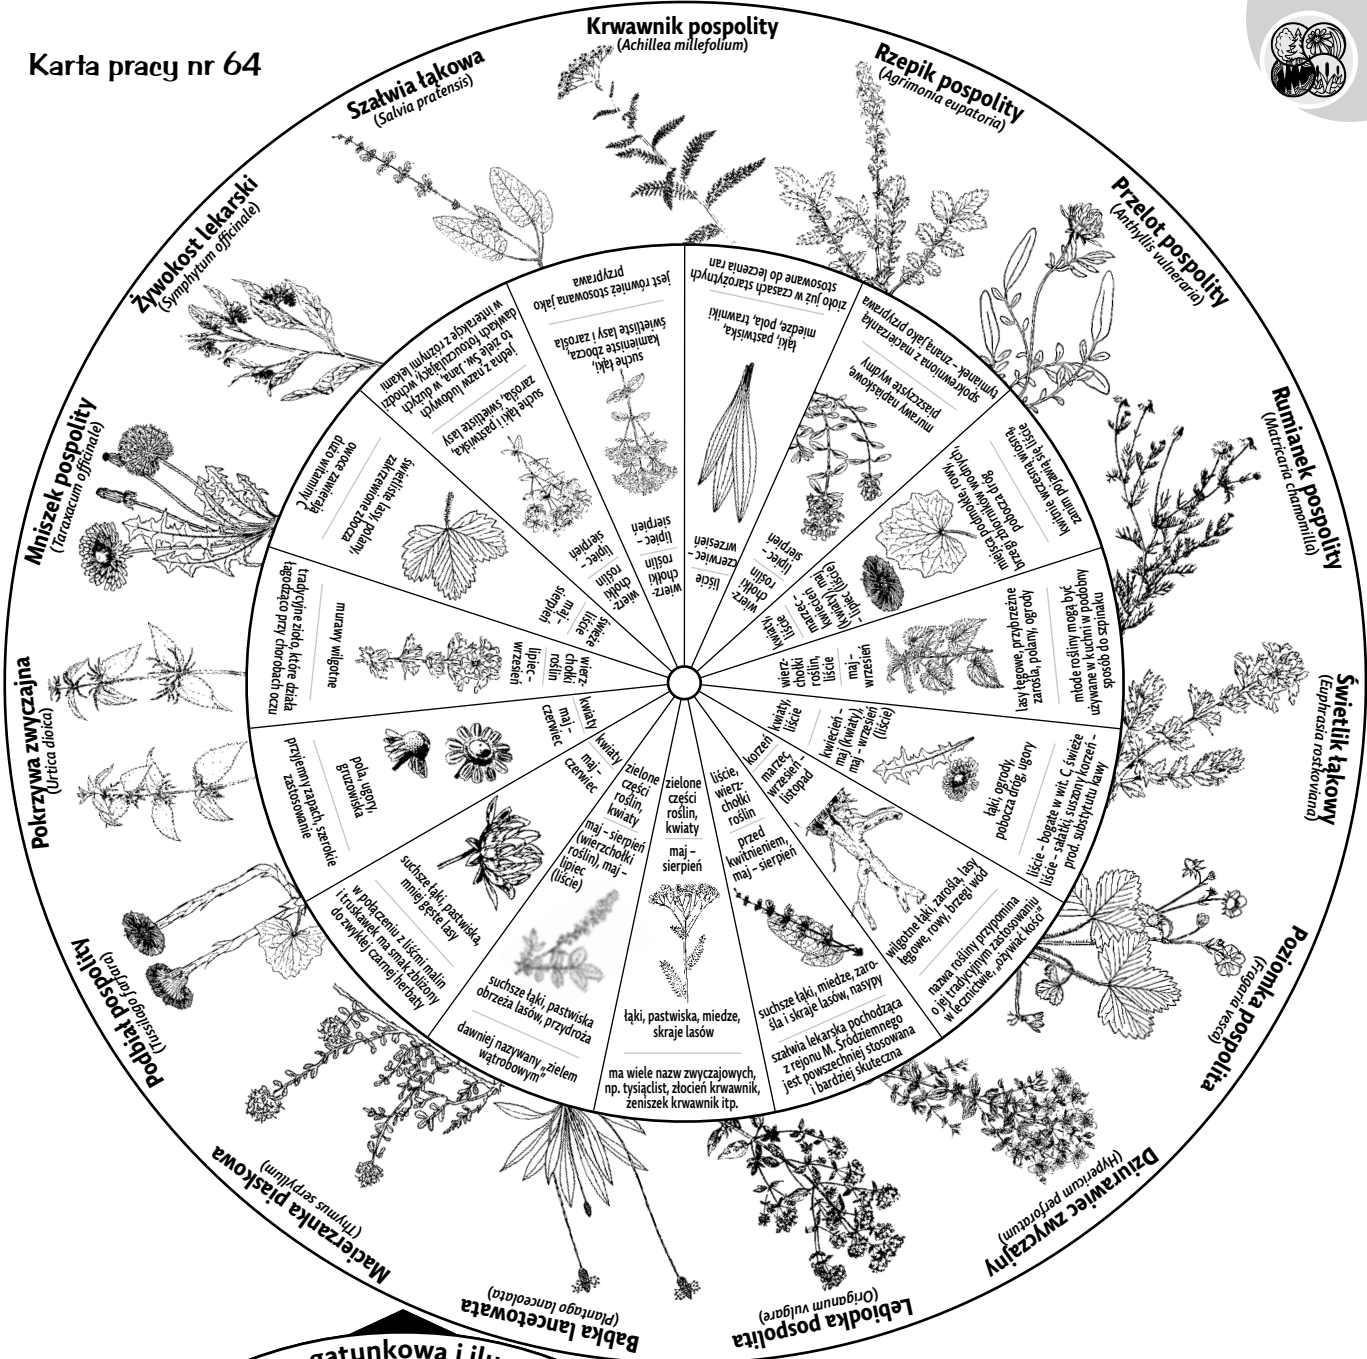 Karta pracy nr 64
Krwawnik pospolity
(Achillea millefolium)
Rzepik pospolity
(Agrimonia eupatoria)
Przelot pospolity
(Anthyllis vulneraria)
Rumianek pospolity
(Matricaria chamomilla)
Świetlik łąkowy
(Euphrasia rostkoviana)
Poziomka pospolita
(Fragaria vesca)
Dziurawiec zwyczajny
(Hypericum perforatum)
Lebiodka pospolita
(Origanum vulgare)
Babka lancetowata
(Plantago lanceolata)
Macierzanka piaskowa
(Thymus serpyllum)
Podbiał pospolity
(Tussilago farfara)
Pokrzywa zwyczajna
(Urtica dioica)
Mniszek pospolity
(Taraxacum officinale)
Żywokost lekarski
(Symphytum officinale)
Szałwia łąkowa
(Salvia pratensis)
zioło już w czasach starożytnych
stosowane do leczenia ran
łąki, pastwiska,
miedze, pola, trawniki
liście
czerwiec –
wrzesień
spokrewniona z macierzanką
tymianek – znaną jako przyprawa
murawy napiaskowe,
piaszczyste wydmy
wierz-
chołki
roślin
lipiec –
sierpień
kwitnie wczesną wiosną,
zanim pojawią się liście
miejsca podmokłe, rowy,
brzegi zbiorników wodnych,
pobocza dróg
kwiaty,
liście
marzec –
kwiecień
(kwiaty), maj
– lipiec (liście)
młode rośliny mogą być
używane w kuchni w podobny
sposób do szpinaku
lasy łęgowe, przybrzeżne
zarośla, polany, ogrody
wierz-
chołki
roślin,
liście
maj –
wrzesień
liście – bogate w wit. C, świeże
liście – sałatki, suszony korzeń –
prod. substytutu kawy
łąki, ogrody,
pobocza dróg, ugory
kwiaty,
liście
kwiecień –
maj (kwiaty),
maj – wrzesień
(liście)
nazwa rośliny przypomina
o jej tradycyjnym zastosowaniu
w lecznictwie, „ożywiać kości”
wilgotne łąki, zarośla, lasy
łęgowe, rowy, brzegi wód
korzeń
marzec
wrzesień –
listopad
liście,
wierz-
chołki
roślin
przed
kwitnieniem,
maj – sierpień
suchsze łąki, miedze, zaro-
śla i skraje lasów, nasypy
szałwia lekarska pochodząca
z rejonu M. Śródziemnego
jest powszechniej stosowana
i bardziej skuteczna
zielone
części
roślin,
kwiaty
maj –
sierpień
łąki, pastwiska, miedze,
skraje lasów
ma wiele nazw zwyczajowych,
np. tysiąclist, złocień krwawnik,
żeniszek krwawnik itp.
zielone
części
roślin,
kwiaty
maj – sierpień
(wierzchołki
roślin), maj –
lipiec
(liście)
suchsze łąki, pastwiska
obrzeża lasów, przydroża
dawniej nazywany „zielem
wątrobowym”
kwiaty
maj –
czerwiec
suchsze łąki, pastwiska,
mniej gęste lasy
w połączeniu z liśćmi malin
i truskawek ma smak zbliżony
do zwykłej czarnej herbaty
kwiaty
maj –
czerwiec
pola, ugory,
gruzowiska
przyjemny zapach, szerokie
zastosowanie
wierz-
chołki
roślin
lipiec–
wrzesień
murawy wilgotne
tradycyjne zioło, które działa
łagodząco przy chorobach oczu
świeże
liście
maj –
sierpień
świetliste lasy, polany,
zakrzewione zbocza
owoce zawierają
dużo witaminy C
wierz-
chołki
roślin
lipiec –
sierpień
suche łąki i pastwiska,
zarośla, świetliste lasy
jedna z nazw ludowych
to ziele Św. Jana, w dużych
dawkach fotouczulający, wchodzi
w interakcje z różnymi lekami
wierz-
chołki
roślin
lipiec –
sierpień
suche łąki,
kamieniste zbocza,
świetliste lasy i zarośla
jest również stosowana jako
przyprawa
gatunkowa i